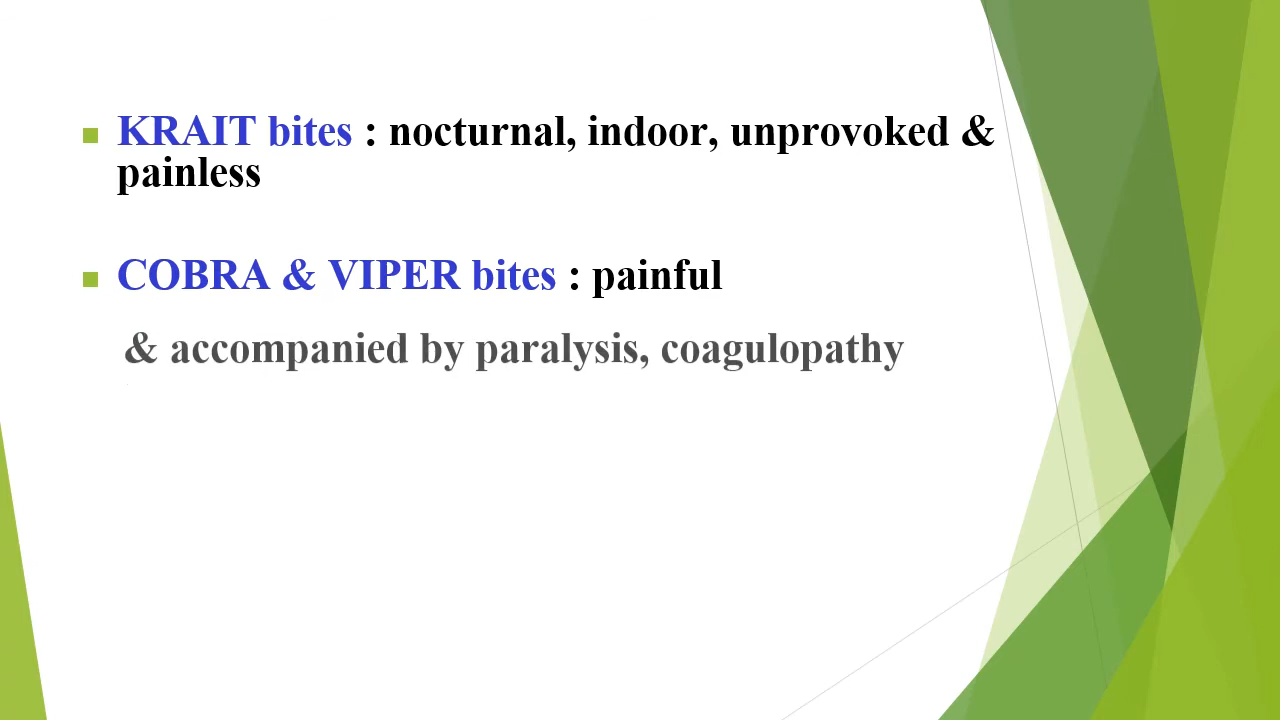 KRAIT bites : nocturnal, indoor, unprovoked &
painless
COBRA & VIPER bites : painful
& accompanied by paralysis, coagulopathy